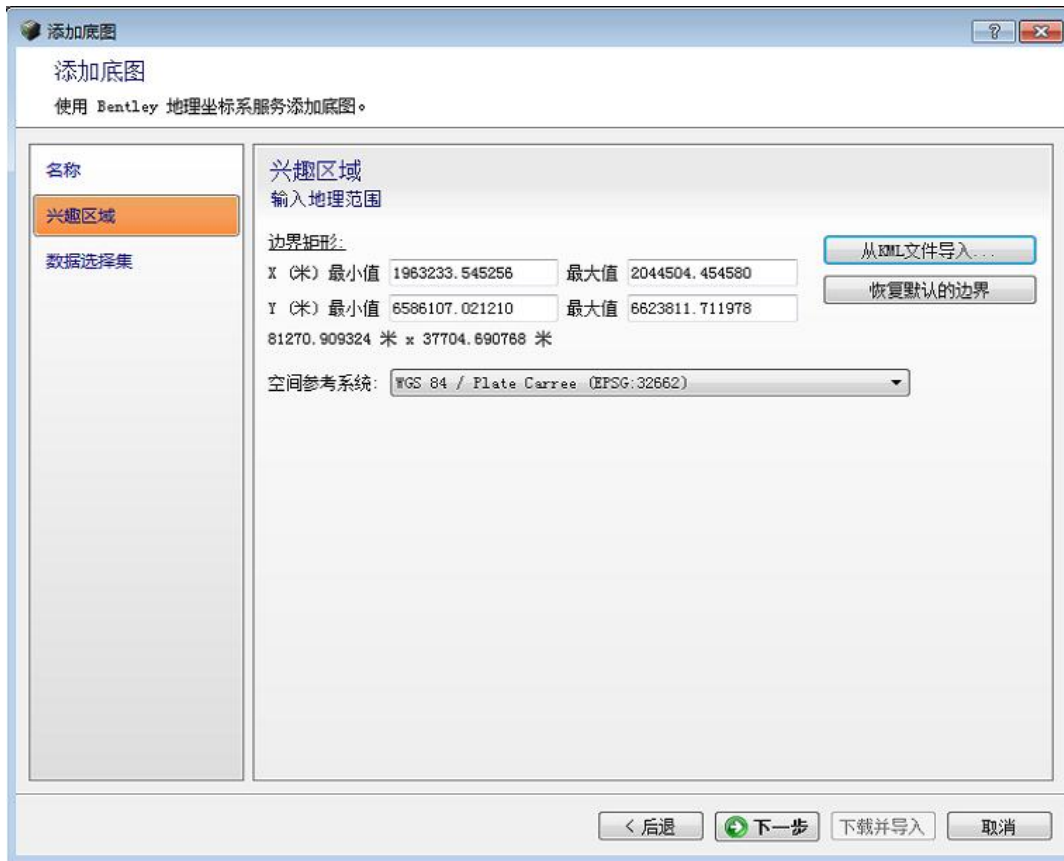 添加底图
添加底图
使用 Bentley 地理坐标系服务添加底图。
名称
兴趣区域
数据选择集
兴趣区域
输入地理范围
边界矩形:
X (米) 最小值 1963233.545256 最大值 2044504.454580
Y (米) 最小值 6586107.021210 最大值 6623811.711978
81270.909324 米 x 37704.690768 米
从KML文件导入...
恢复默认的边界
空间参考系统: WGS 84 / Plate Carree (EPSG:32662)
< 后退
下一步
下载并导入
取消